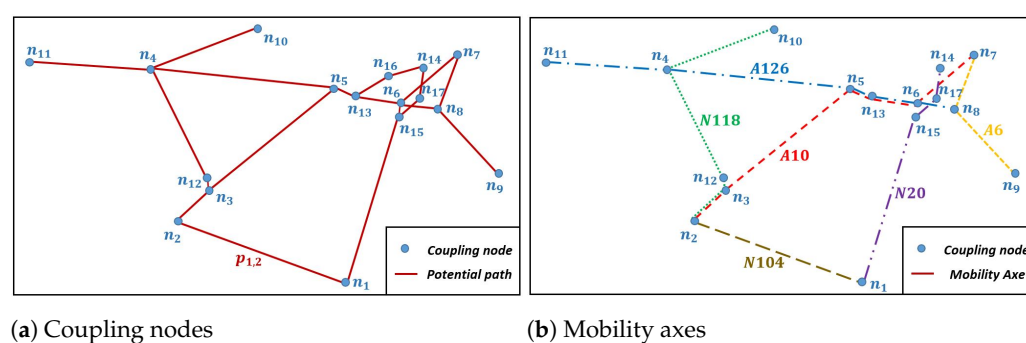 n10
n11
n4
n7
n14
n16
n5
n6
n17
n13
n8
n15
n12
n3
n9
n2
p1,2
n1
Coupling node
Potential path
n10
n11
n4
A126
n7
n14
n5
n6
n17
n13
n8
n15
N118
A10
A6
n12
n3
n9
N20
n2
N104
n1
Coupling node
Mobility Axes
(a) Coupling nodes
(b) Mobility axes